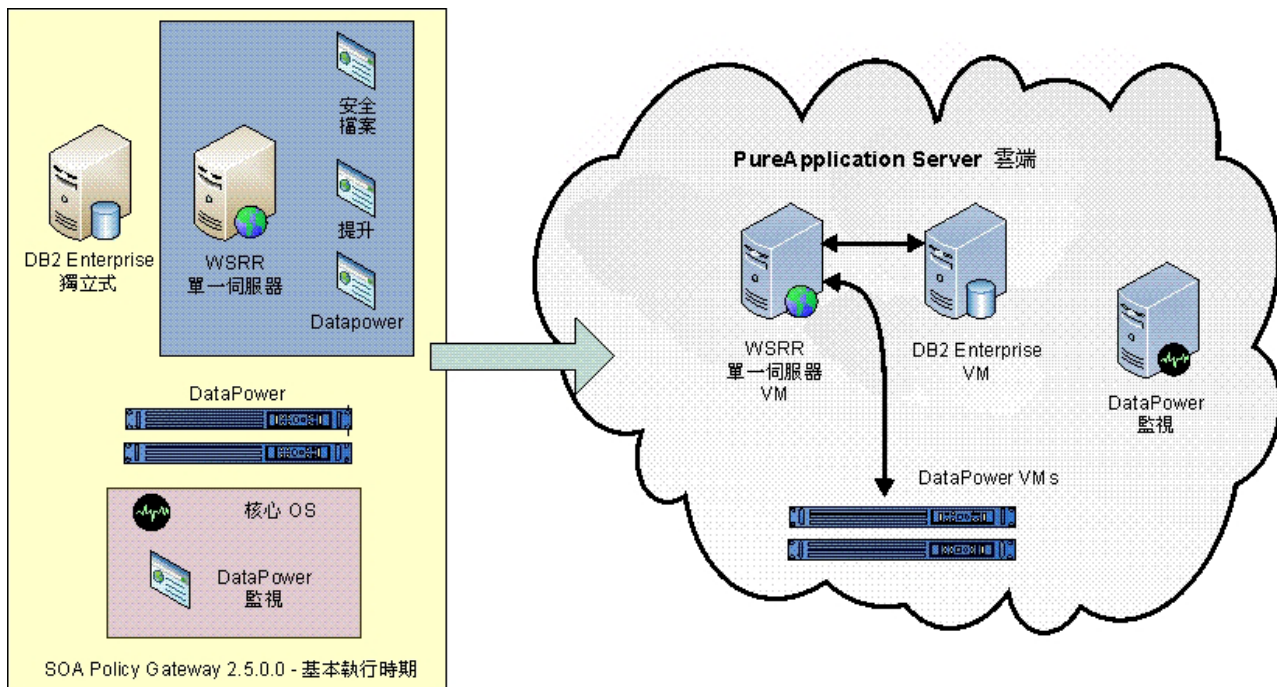 安全
檔案
提升
Datapower
DB2 Enterprise
獨立式
WSRR
單一伺服器
DataPower
核心 OS
DataPower
監視
SOA Policy Gateway 2.5.0.0 - 基本執行時期
PureApplication Server 雲端
WSRR
單一伺服器
VM
DB2 Enterprise
VM
DataPower
監視
DataPower VMs